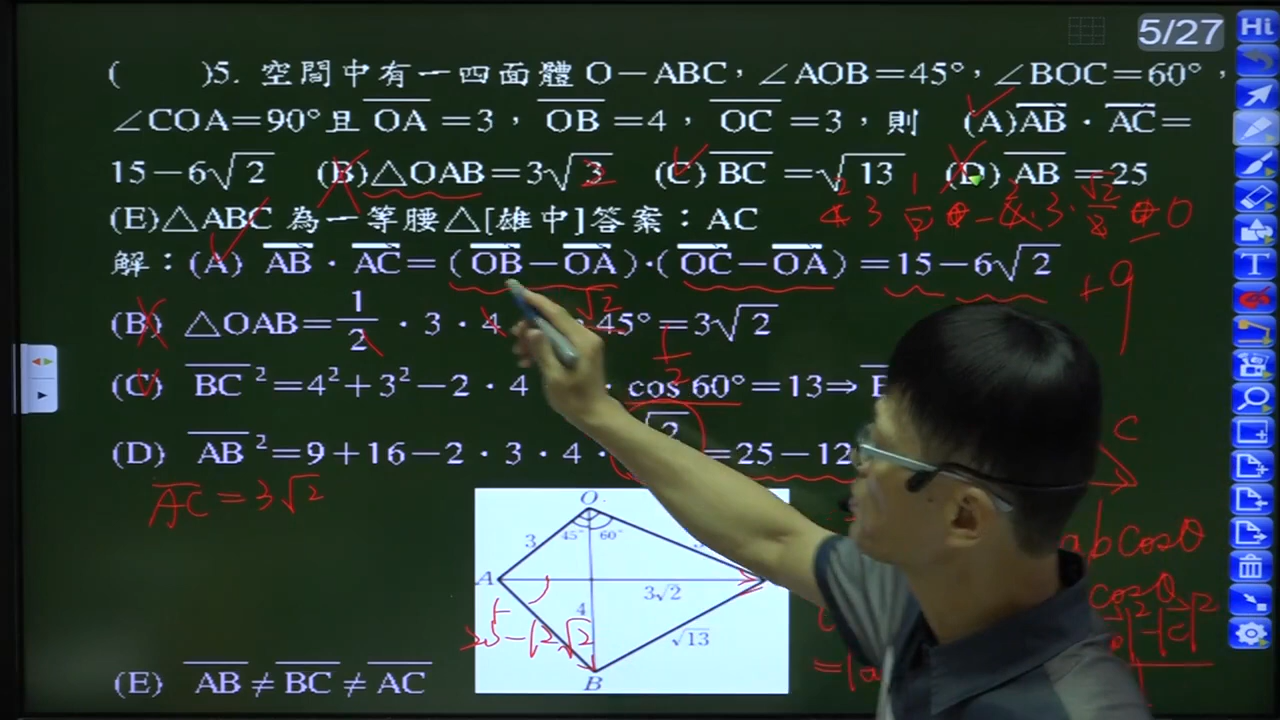 5/27
Hi
( )5. 空間中有一四面體 O－ABC，∠AOB＝45°，∠BOC＝60°，
∠COA＝90°且 OA＝3，OB＝4，OC＝3，則 (A)AB · AC＝
15－6√2 (B)△OAB＝3√3 (C) BC＝√13 (D) AB＝25
(E)△ABC 為一等腰△[雄中]答案：AC
解：(A) AB · AC＝(OB－OA)·(OC－OA)＝15－6√2
+9
(B) △OAB＝1/2 · 3 · 4 45°＝3√2
(C) BC²＝4²＋3²－2 · 4 · cos 60°＝13⇒
(D) AB²＝9＋16－2 · 3 · 4 · ＝25－12
AC = 3√2
C
O
3 45° 60°
A 3√2
4
25-12√2 √13
B
abcosθ
cosθ
(E) AB≠BC≠AC
T